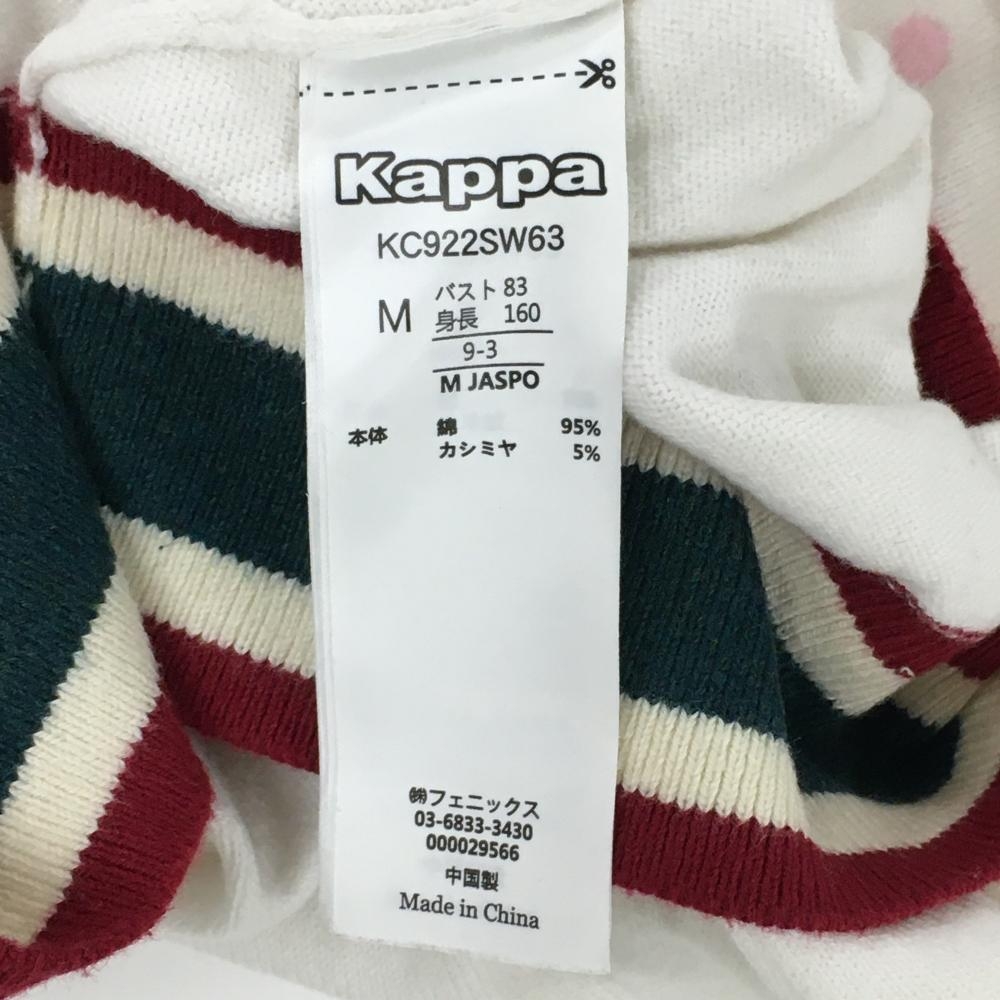 Kappa
KC922SW63
M
バスト 83
身長 160
9-3
M JASPO
本体 綿 95%
カシミヤ 5%
㈱フェニックス
03-6833-3430
000029566
中国製
Made in China